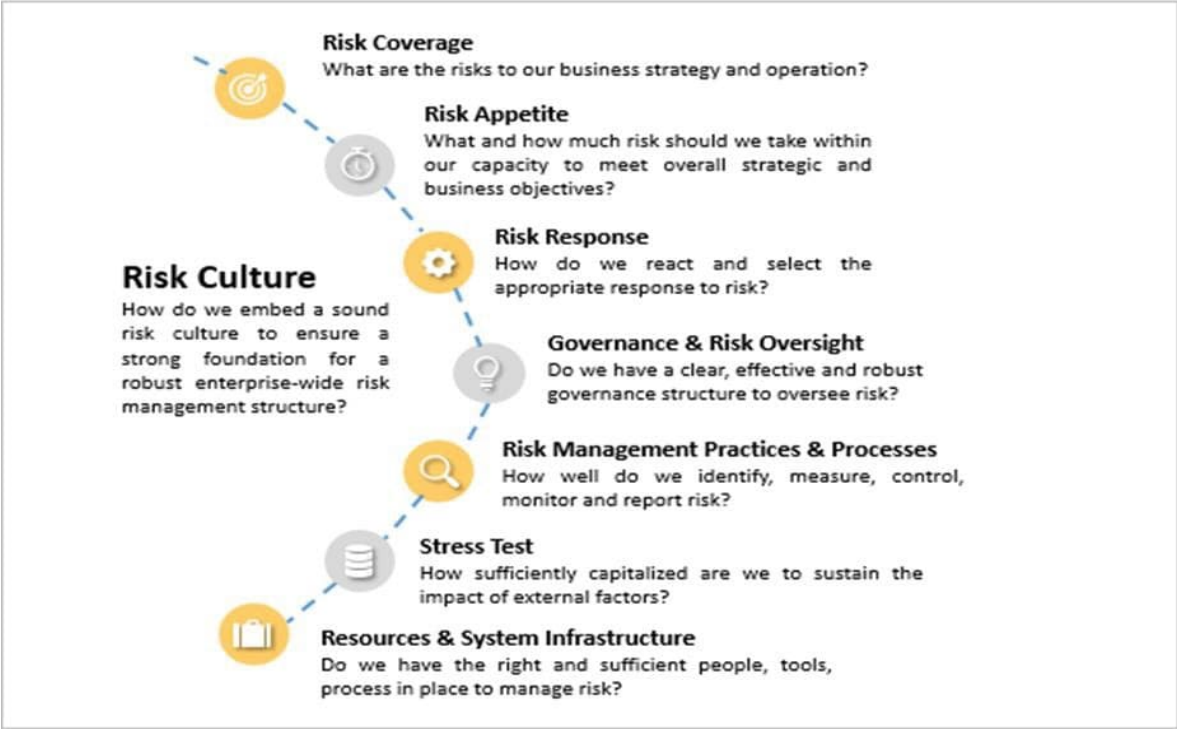 Risk Coverage
What are the risks to our business strategy and operation?
Risk Appetite
What and how much risk should we take within
our capacity to meet overall strategic and
business objectives?
Risk Response
How do we react and select the
appropriate response to risk?
Risk Culture
How do we embed a sound
risk culture to ensure a
strong foundation for a
robust enterprise-wide risk
management structure?
Governance & Risk Oversight
Do we have a clear, effective and robust
governance structure to oversee risk?
Risk Management Practices & Processes
How well do we identify, measure, control,
monitor and report risk?
Stress Test
How sufficiently capitalized are we to sustain the
impact of external factors?
Resources & System Infrastructure
Do we have the right and sufficient people, tools,
process in place to manage risk?